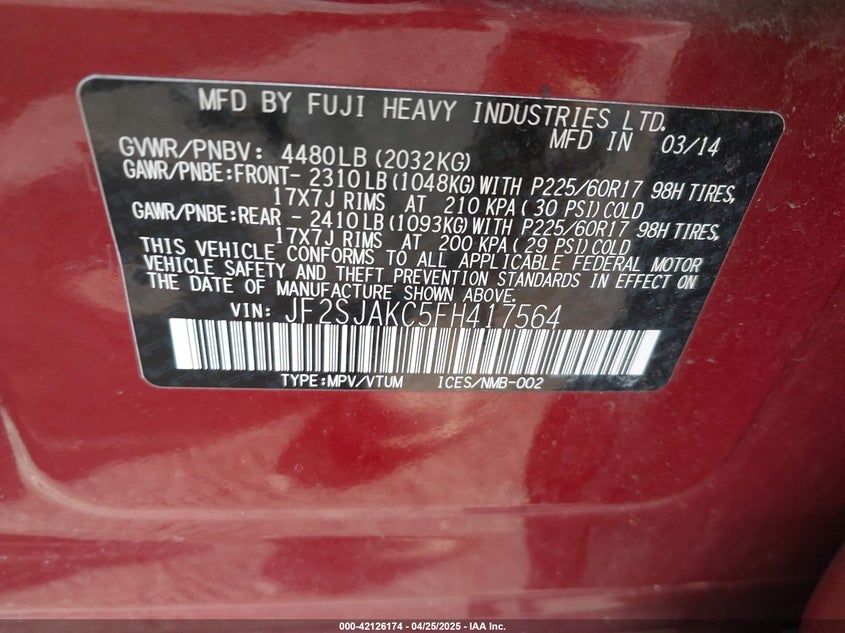 MFD BY FUJI HEAVY INDUSTRIES LTD.
MFD IN 03/14
GVWR/PNBV: 4480LB (2032KG)
GAWR/PNBE:FRONT- 2310LB (1048KG) WITH P225/60R17 98H TIRES,
17X7J RIMS AT 210 KPA (30 PSI) COLD
GAWR/PNBE:REAR - 2410LB (1093KG) WITH P225/60R17 98H TIRES,
17X7J RIMS AT 200 KPA (29 PSI) COLD
THIS VEHICLE CONFORMS TO ALL APPLICABLE FEDERAL MOTOR
VEHICLE SAFETY AND THEFT PREVENTION STANDARDS IN EFFECT ON
THE DATE OF MANUFACTURE SHOWN ABOVE.
VIN: JF2SJAKC5FH417564
TYPE:MPV/VTUM ICES/NMB-002
000-42126174 / 04/25/2025 - IAA Inc.